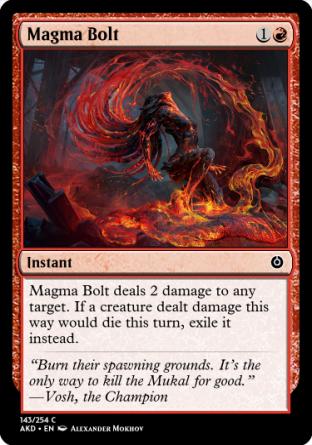 Magma Bolt 1
Instant
Magma Bolt deals 2 damage to any
target. If a creature dealt damage this
way would die this turn, exile it
instead.
“Burn their spawning grounds. It’s the
only way to kill the Mukal for good.”
—Vosh, the Champion
143/254 C
AKD • EN ALEXANDER MOKHOV